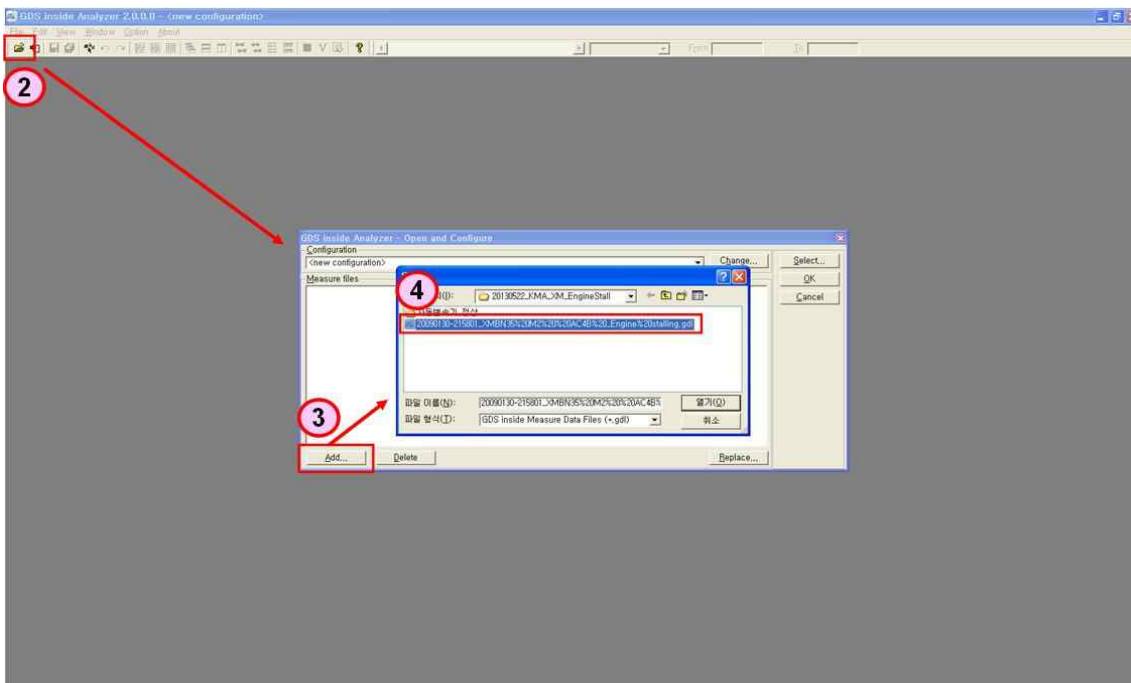 GDS Inside Analyzer 2.0.0.0 - <new configuration>
File Edit View Window Option About
From
To
2
GDS Inside Analyzer - Open and Configure
Configuration
<new configuration>
Change...
Select...
Measure files
OK
Cancel
4
(I):
20130522_KMA_XM_EngineStall
20090130-215801_XMBN35%20M2%20%20AC4B%20_Engine%20stalling.gdl
파일 이름(N):
20090130-215801_XMBN35%20M2%20%20AC4B%
열기(O)
파일 형식(T):
GDS inside Measure Data Files (*.gdl)
취소
3
Add...
Delete
Replace...